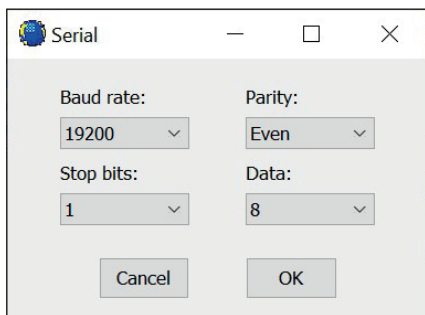 Serial
Baud rate: Parity:
19200 Even
Stop bits: Data:
1 8
Cancel OK